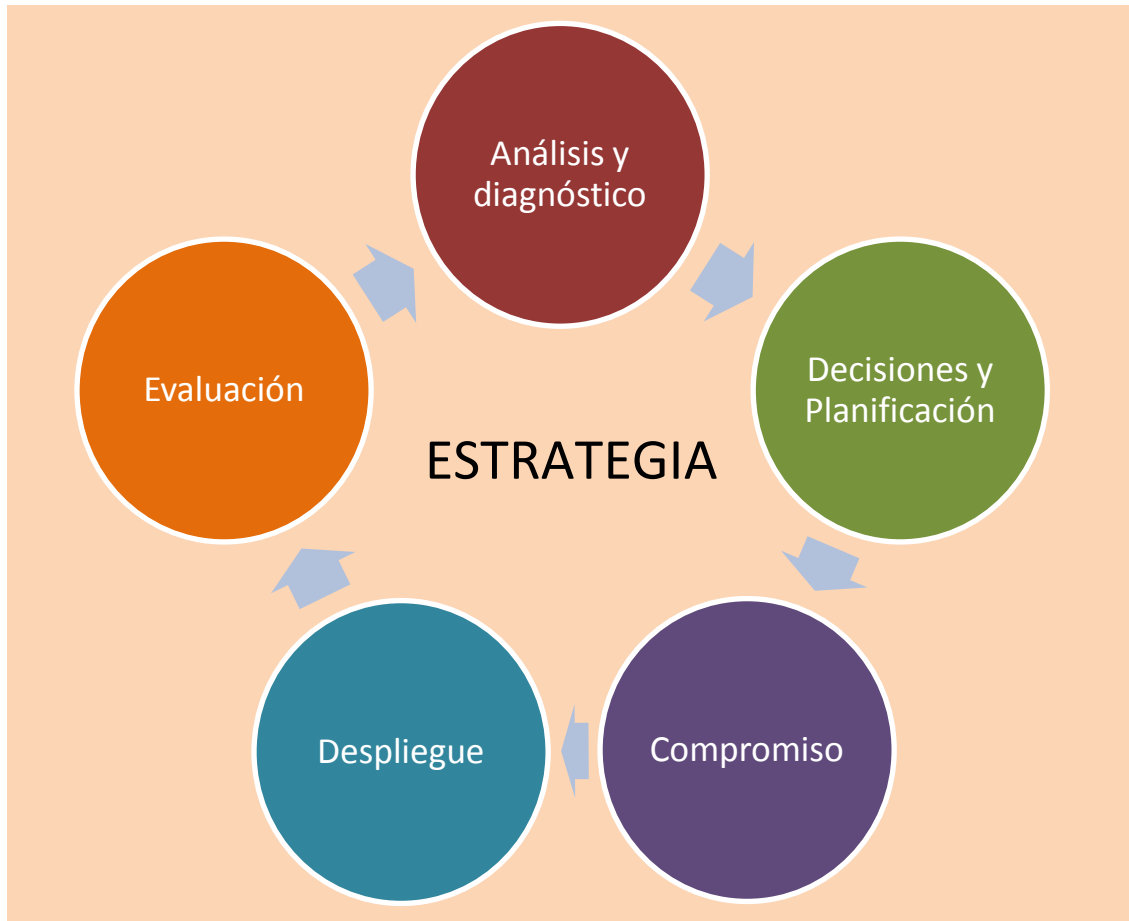 Análisis y
diagnóstico
Decisiones y
Planificación
Evaluación
ESTRATEGIA
Compromiso
Despliegue